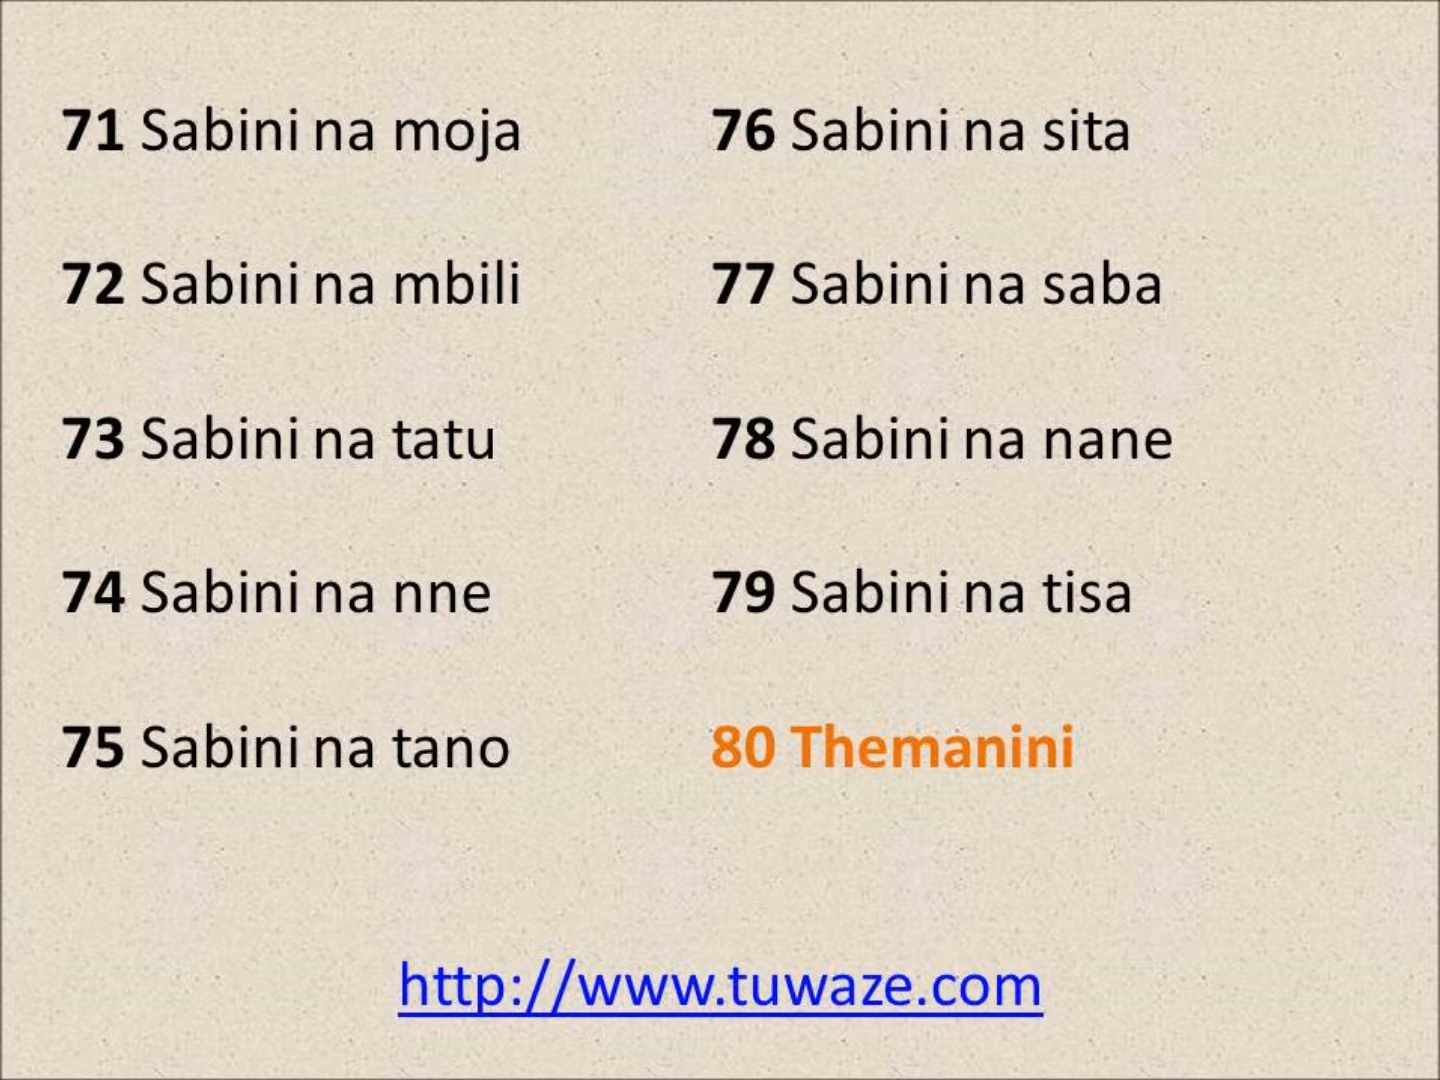 71 Sabini na moja
72 Sabini na mbili
73 Sabini na tatu
74 Sabini na nne
75 Sabini na tano
76 Sabini na sita
77 Sabini na saba
78 Sabini na nane
79 Sabini na tisa
80 Themanini
http://www.tuwaze.com